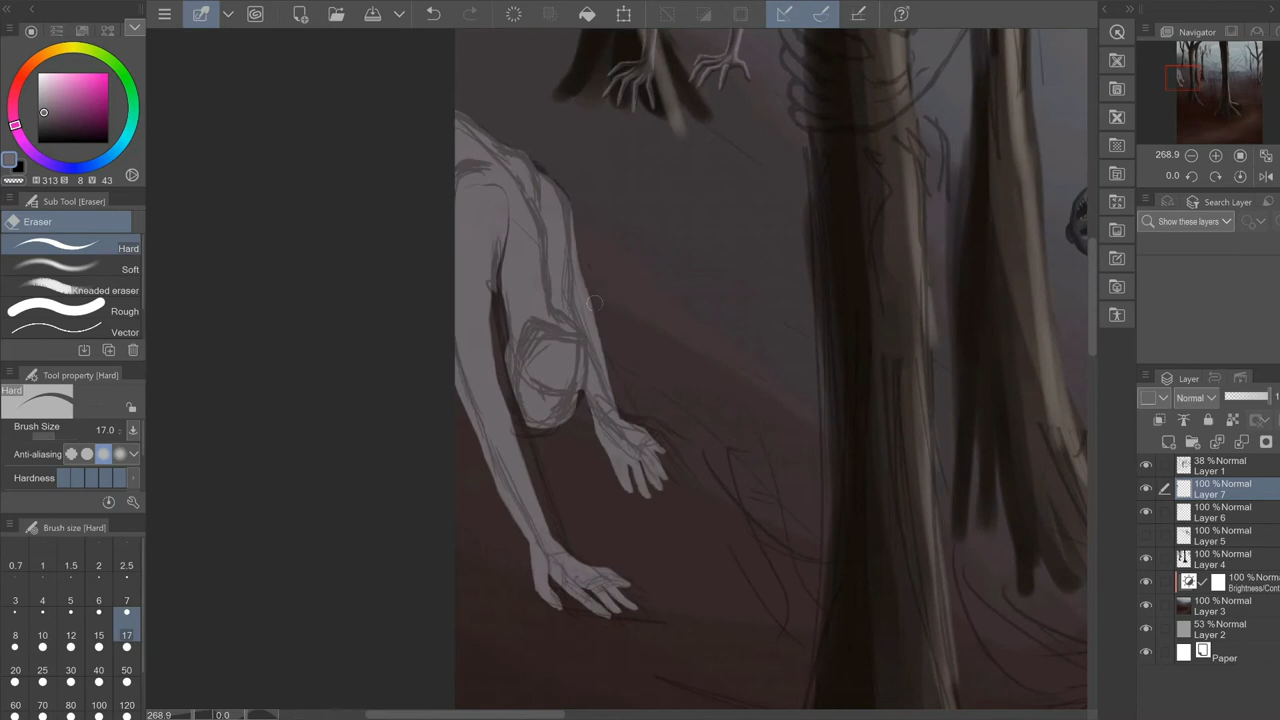 Navigator
268.9
0.0
Search Layer
Show these layers
H 313 S 8 V 43
Sub Tool [Eraser]
Eraser
Hard
Soft
Kneaded eraser
Rough
Vector
Tool property [Hard]
Hard
Brush Size 17.0
Anti-aliasing
Hardness
Brush size [Hard]
0.7 1 1.5 2 2.5
3 4 5 6 7
8 10 12 15 17
20 25 30 40 50
60 70 80 100 120
268.9 0.0
Layer
Normal 1
38 %Normal
Layer 1
100 %Normal
Layer 7
100 %Normal
Layer 6
100 %Normal
Layer 5
100 %Normal
Layer 4
100 %Norma
Brightness/Cont
100 %Normal
Layer 3
53 %Normal
Layer 2
Paper